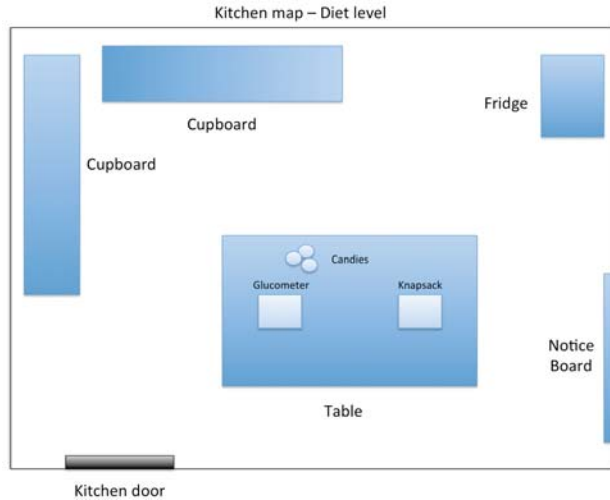 Kitchen map – Diet level
Cupboard
Fridge
Cupboard
Candies
Glucometer
Knapsack
Notice
Board
Table
Kitchen door